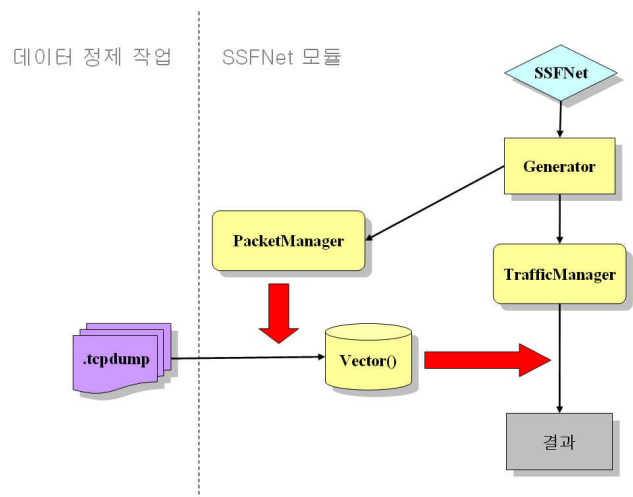 데이터 정제 작업
SSFNet 모듈
SSFNet
Generator
PacketManager
TrafficManager
.tcpdump
Vector()
결과